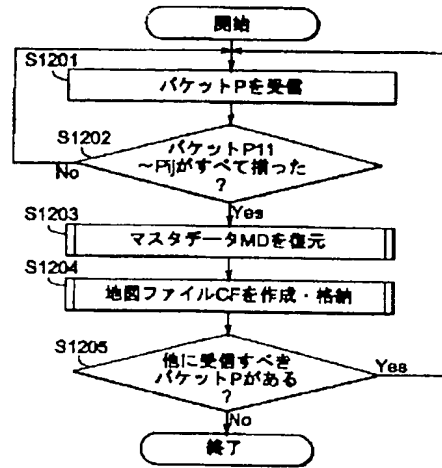 開始
S1201
パケットPを受信
S1202
パケットP11
~Pijがすべて揃った
?
No
Yes
S1203
マスタデータMDを復元
S1204
地図ファイルCFを作成・格納
S1205
他に受信すべき
パケットPがある
?
Yes
No
終了